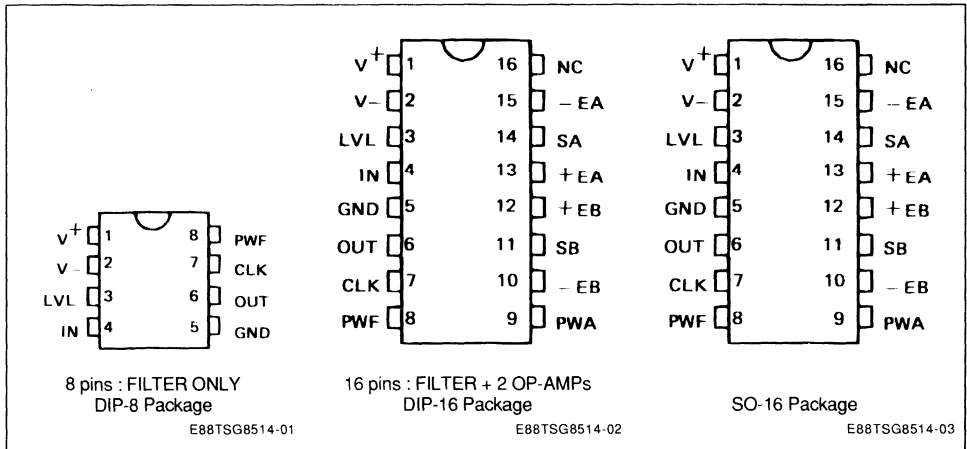 V+ 1 8 PWF
V- 2 7 CLK
LVL 3 6 OUT
IN 4 5 GND
8 pins : FILTER ONLY
DIP-8 Package
E88TSG8514-01
V+ 1 16 NC
V- 2 15 -EA
LVL 3 14 SA
IN 4 13 +EA
GND 5 12 +EB
OUT 6 11 SB
CLK 7 10 -EB
PWF 8 9 PWA
16 pins : FILTER + 2 OP-AMPs
DIP-16 Package
E88TSG8514-02
V+ 1 16 NC
V- 2 15 -EA
LVL 3 14 SA
IN 4 13 +EA
GND 5 12 +EB
OUT 6 11 SB
CLK 7 10 -EB
PWF 8 9 PWA
SO-16 Package
E88TSG8514-03